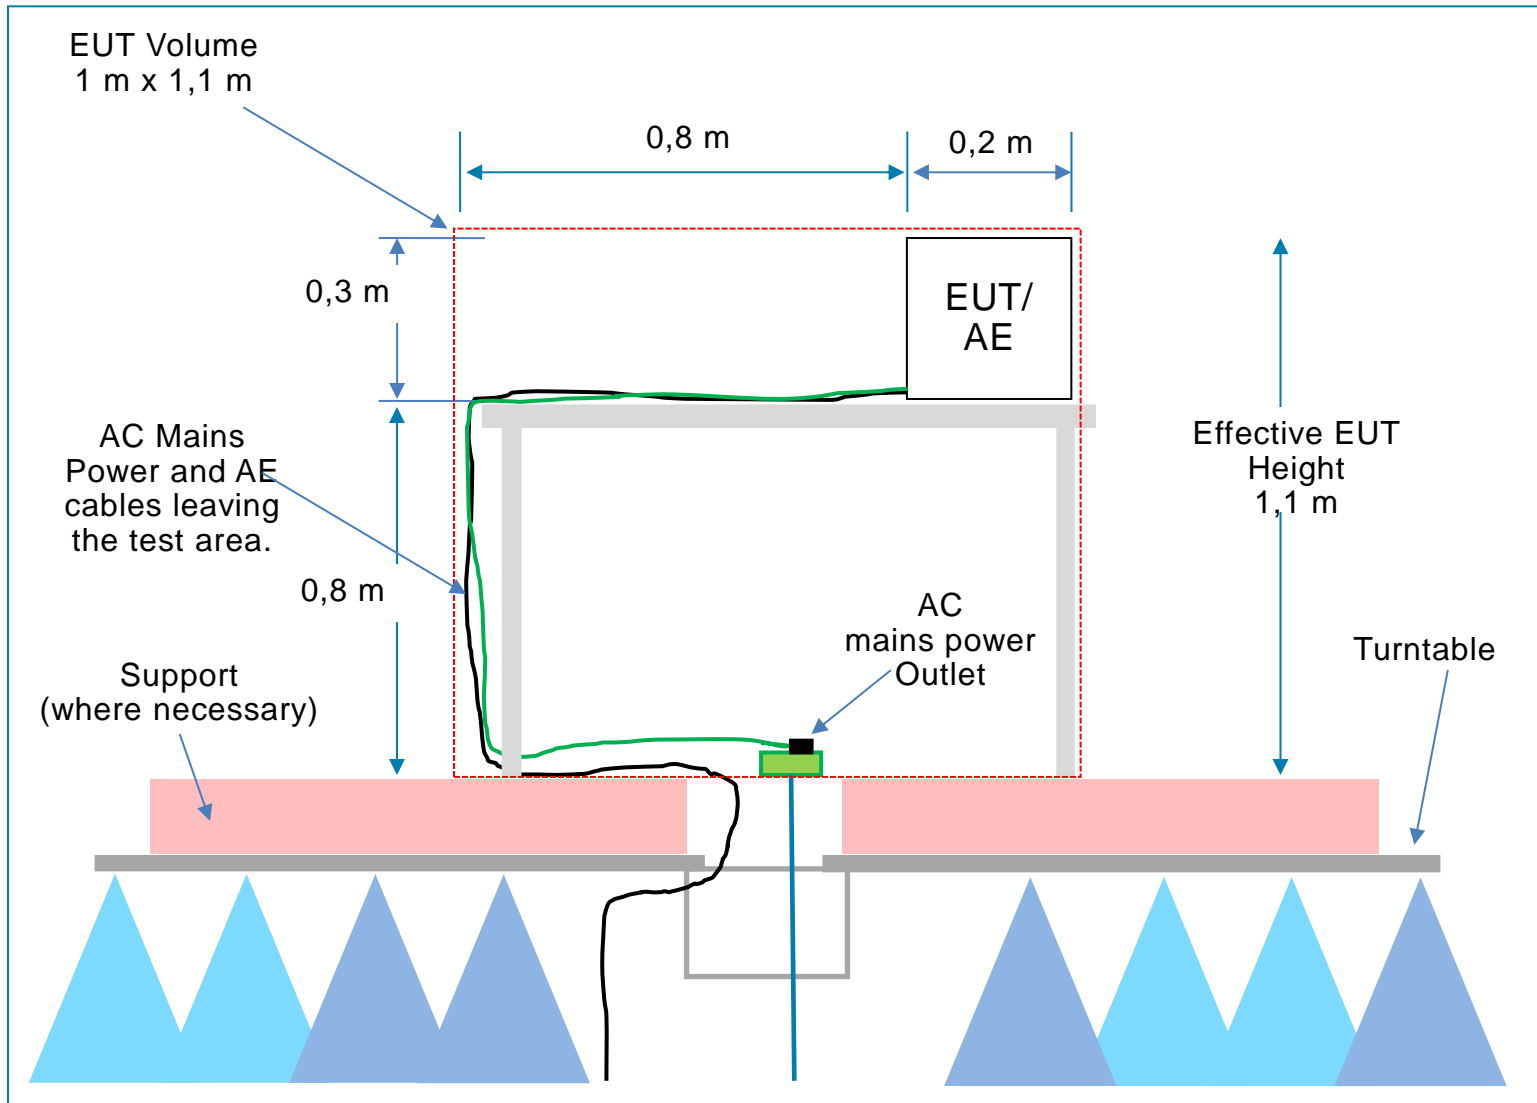 EUT Volume
1 m x 1,1 m
0,8 m
0,2 m
0,3 m
EUT/
AE
AC Mains
Power and AE
cables leaving
the test area.
Effective EUT
Height
1,1 m
0,8 m
AC
mains power
Outlet
Turntable
Support
(where necessary)